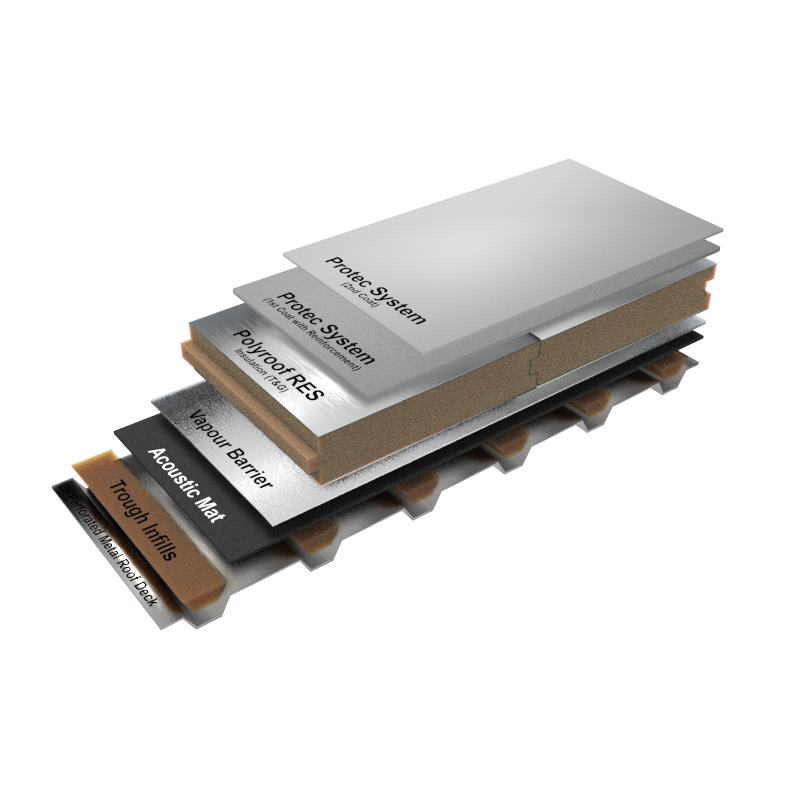 Protec System
(2nd Coat)
Protec System
(1st Coat with Reinforcement)
Polyroof RES
Insulation (T&G)
Vapour Barrier
Acoustic Mat
Trough Infills
Perforated Metal Roof Deck